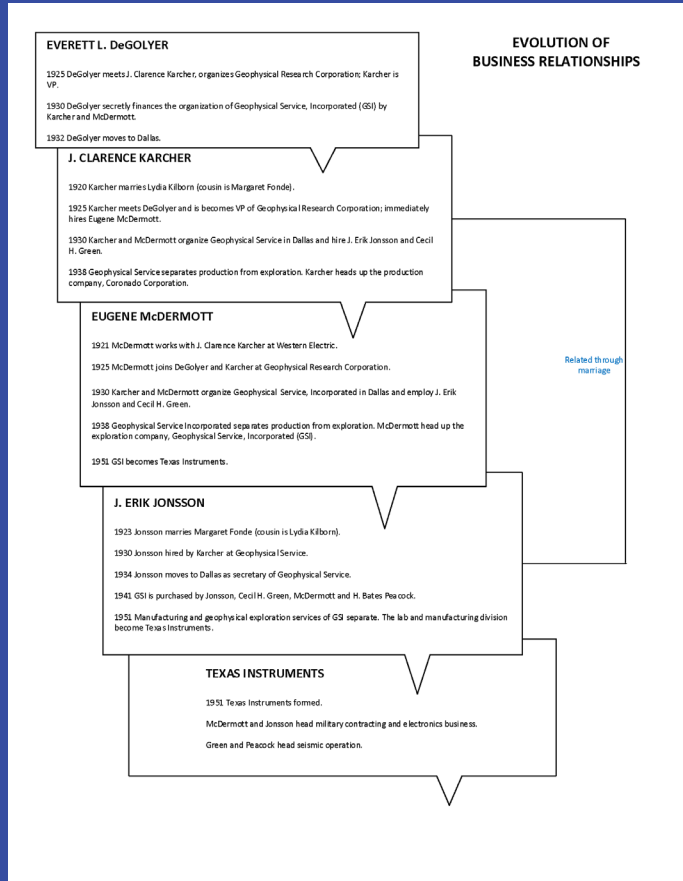 EVOLUTION OF
BUSINESS RELATIONSHIPS
EVERETT L. DeGOLYER
1925 DeGolyer meets J. Clarence Karcher, organizes Geophysical Research Corporation; Karcher is
VP.
1930 DeGolyer secretly finances the organization of Geophysical Service, Incorporated (GSI) by
Karcher and McDermott.
1932 DeGolyer moves to Dallas.
J. CLARENCE KARCHER
1920 Karcher marries Lydia Kilborn (cousin is Margaret Fonde).
1925 Karcher meets DeGolyer and is becomes VP of Geophysical Research Corporation; immediately
hires Eugene McDermott.
1930 Karcher and McDermott organize Geophysical Service in Dallas and hire J. Erik Jonsson and Cecil
H. Green.
1938 Geophysical Service separates production from exploration. Karcher heads up the production
company, Coronado Corporation.
EUGENE McDERMOTT
1921 McDermott works with J. Clarence Karcher at Western Electric.
1925 McDermott joins DeGolyer and Karcher at Geophysical Research Corporation.
1930 Karcher and McDermott organize Geophysical Service, Incorporated in Dallas and employ J. Erik
Jonsson and Cecil H. Green.
1938 Geophysical Service Incorporated separates production from exploration. McDermott head up the
exploration company, Geophysical Service, Incorporated (GSI).
1951 GSI becomes Texas Instruments.
Related through
marriage
J. ERIK JONSSON
1923 Jonsson marries Margaret Fonde (cousin is Lydia Kilborn).
1930 Jonsson hired by Karcher at Geophysical Service.
1934 Jonsson moves to Dallas as secretary of Geophysical Service.
1941 GSI is purchased by Jonsson, Cecil H. Green, McDermott and H. Bates Peacock.
1951 Manufacturing and geophysical exploration services of GSI separate. The lab and manufacturing division
become Texas Instruments.
TEXAS INSTRUMENTS
1951 Texas Instruments formed.
McDermott and Jonsson head military contracting and electronics business.
Green and Peacock head seismic operation.